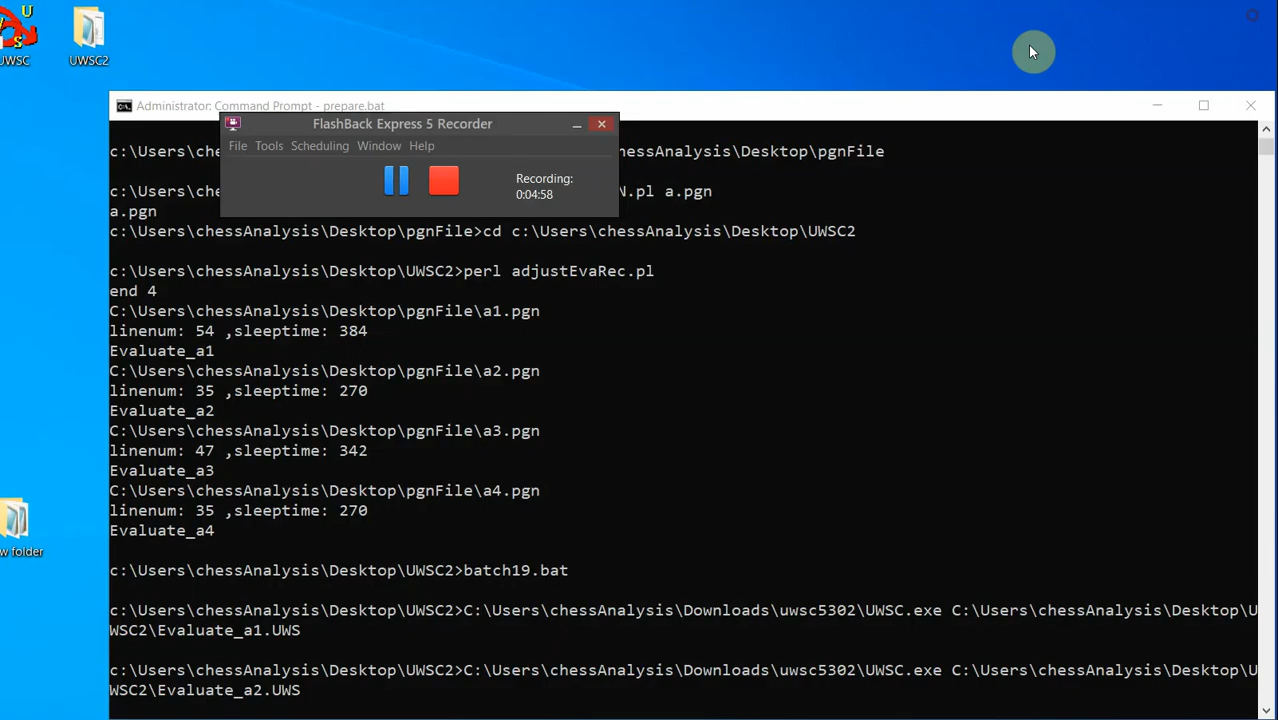 U
S
UWSC
UWSC2
w folder
Administrator: Command Prompt - prepare.bat
FlashBack Express 5 Recorder
File Tools Scheduling Window Help
Recording:
0:04:58
c:\Users\che hessAnalysis\Desktop\pgnFile
c:\Users\che N.pl a.pgn
a.pgn
c:\Users\chessAnalysis\Desktop\pgnFile>cd c:\Users\chessAnalysis\Desktop\UWSC2
c:\Users\chessAnalysis\Desktop\UWSC2>perl adjustEvaRec.pl
end 4
C:\Users\chessAnalysis\Desktop\pgnFile\a1.pgn
linenum: 54 ,sleeptime: 384
Evaluate_a1
C:\Users\chessAnalysis\Desktop\pgnFile\a2.pgn
linenum: 35 ,sleeptime: 270
Evaluate_a2
C:\Users\chessAnalysis\Desktop\pgnFile\a3.pgn
linenum: 47 ,sleeptime: 342
Evaluate_a3
C:\Users\chessAnalysis\Desktop\pgnFile\a4.pgn
linenum: 35 ,sleeptime: 270
Evaluate_a4
c:\Users\chessAnalysis\Desktop\UWSC2>batch19.bat
c:\Users\chessAnalysis\Desktop\UWSC2>C:\Users\chessAnalysis\Downloads\uwsc5302\UWSC.exe C:\Users\chessAnalysis\Desktop\U
WSC2\Evaluate_a1.UWS
c:\Users\chessAnalysis\Desktop\UWSC2>C:\Users\chessAnalysis\Downloads\uwsc5302\UWSC.exe C:\Users\chessAnalysis\Desktop\U
WSC2\Evaluate_a2.UWS